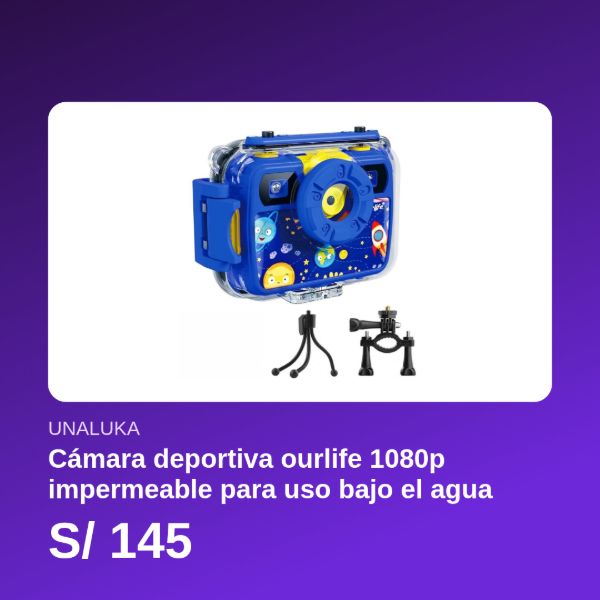 UNALUKA
Cámara deportiva ourlife 1080p
impermeable para uso bajo el agua
S/ 145